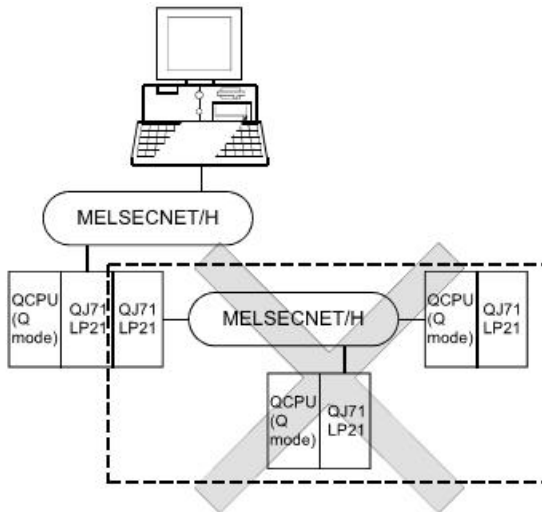 MELSECNET/H
QCPU
(Q
mode)
QJ71
LP21
QJ71
LP21
MELSECNET/H
QCPU
(Q
mode)
QJ71
LP21
QCPU
(Q
mode)
QJ71
LP21